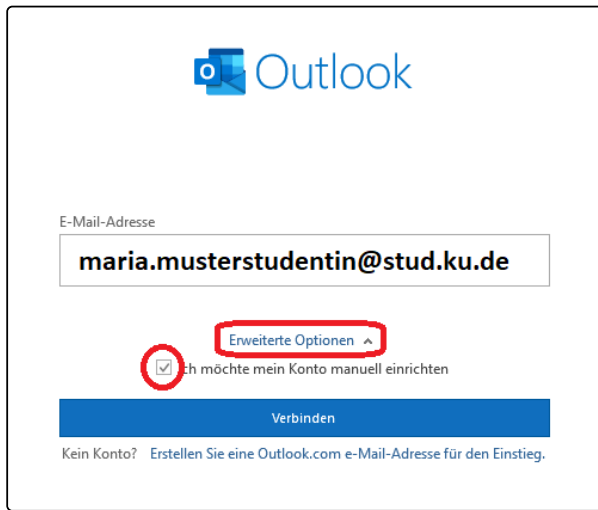 Outlook
E-Mail-Adresse
maria.musterstudentin@stud.ku.de
Erweiterte Optionen
Ich möchte mein Konto manuell einrichten
Verbinden
Kein Konto? Erstellen Sie eine Outlook.com e-Mail-Adresse für den Einstieg.